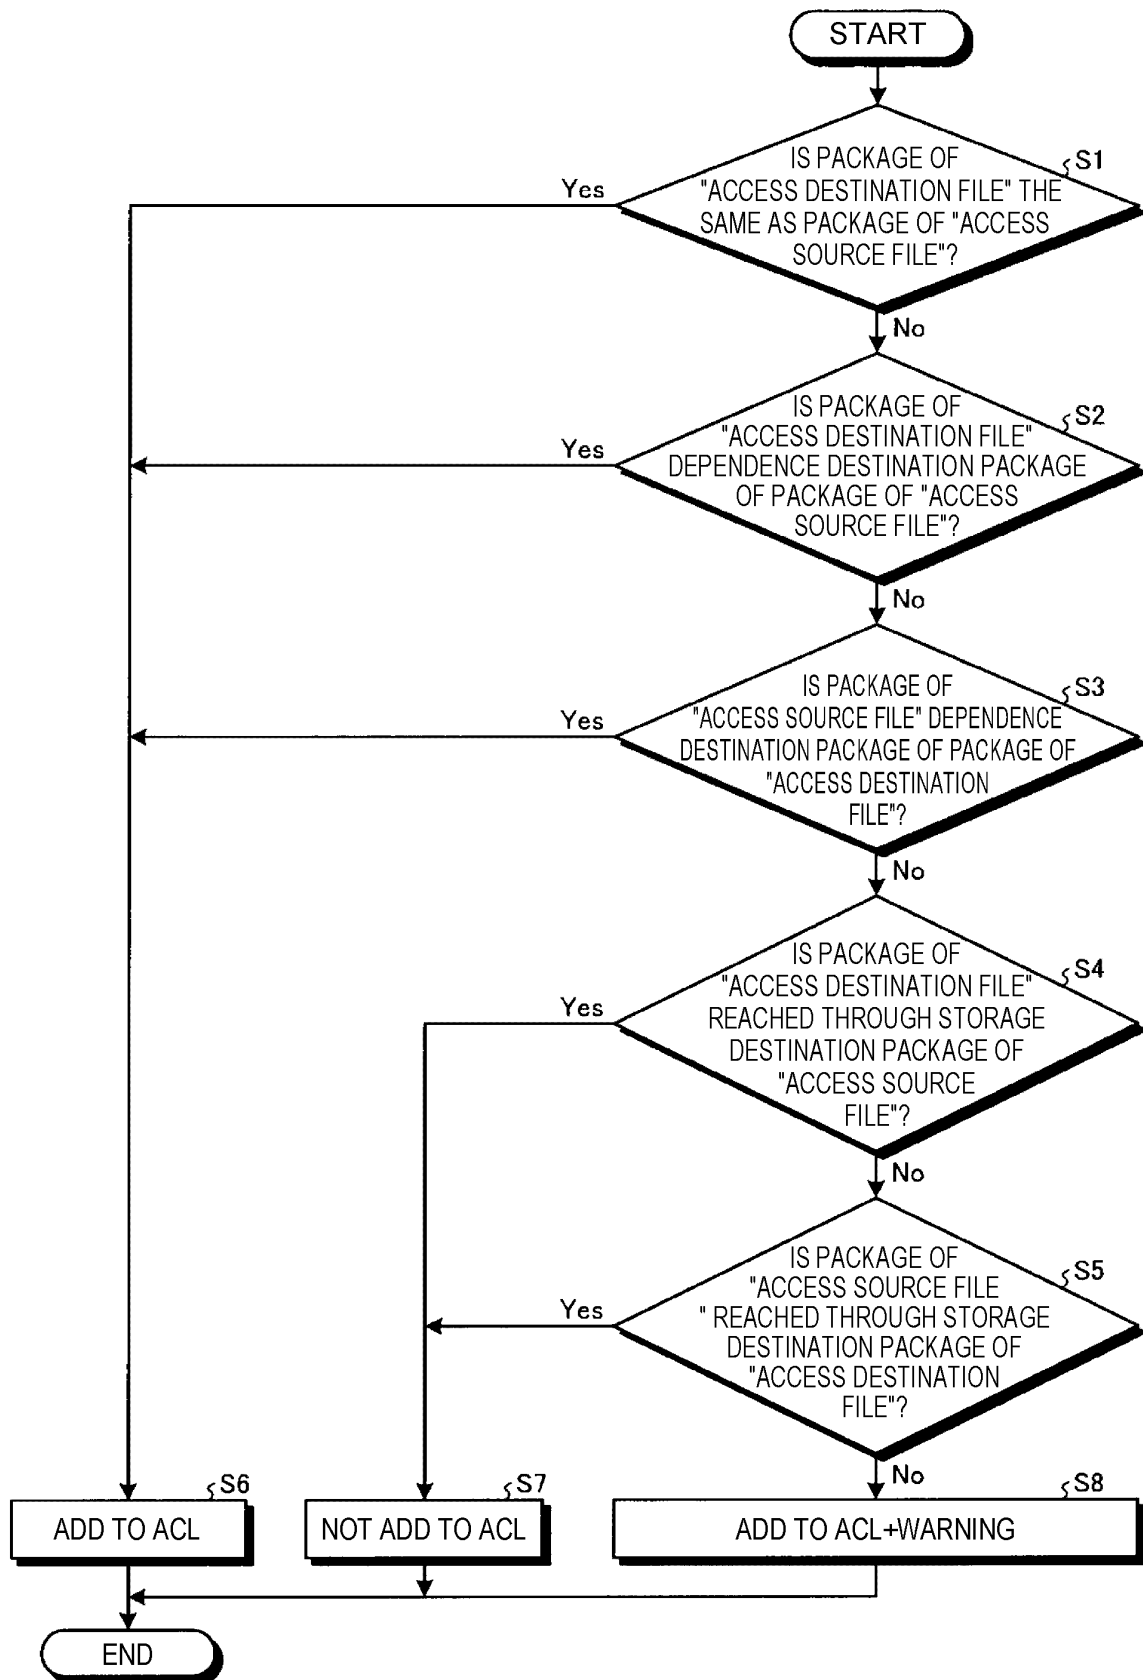 START
S1
IS PACKAGE OF
"ACCESS DESTINATION FILE" THE
SAME AS PACKAGE OF "ACCESS
SOURCE FILE"?
Yes
No
S2
IS PACKAGE OF
"ACCESS DESTINATION FILE"
DEPENDENCE DESTINATION PACKAGE
OF PACKAGE OF "ACCESS
SOURCE FILE"?
Yes
No
S3
IS PACKAGE OF
"ACCESS SOURCE FILE" DEPENDENCE
DESTINATION PACKAGE OF PACKAGE OF
"ACCESS DESTINATION
FILE"?
Yes
No
S4
IS PACKAGE OF
"ACCESS DESTINATION FILE"
REACHED THROUGH STORAGE
DESTINATION PACKAGE OF
"ACCESS SOURCE
FILE"?
Yes
No
S5
IS PACKAGE OF
"ACCESS SOURCE FILE
" REACHED THROUGH STORAGE
DESTINATION PACKAGE OF
"ACCESS DESTINATION
FILE"?
Yes
No
S6
ADD TO ACL
S7
NOT ADD TO ACL
S8
ADD TO ACL+WARNING
END